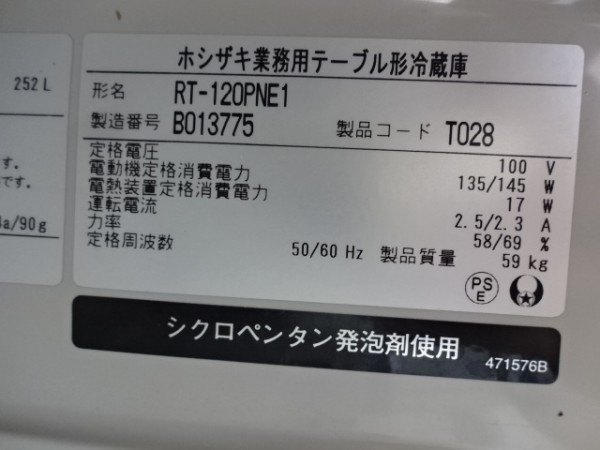 252 L
す。
です。
4a/90g
ホシザキ業務用テーブル形冷蔵庫
形名 RT-120PNE1
製造番号 B013775 製品コード T028
定格電圧 100 V
電動機定格消費電力 135/145 W
電熱装置定格消費電力 17 W
運転電流 2.5/2.3 A
力率 58/69 %
定格周波数 50/60 Hz 製品質量 59 kg
PS
E
シクロペンタン発泡剤使用
471576B